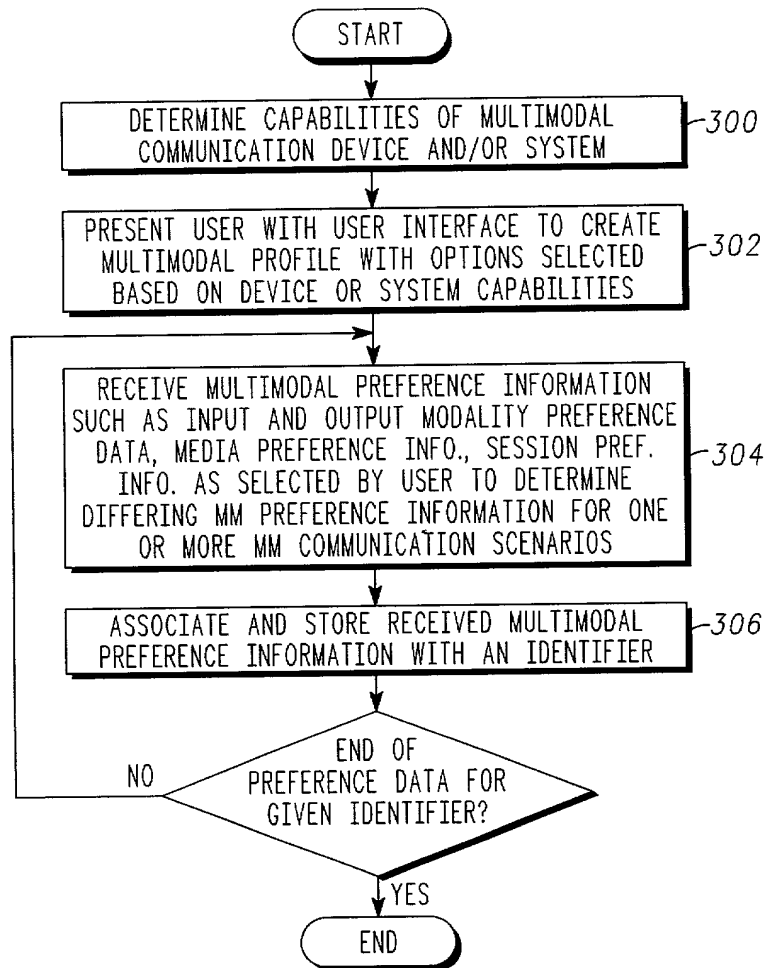 START
DETERMINE CAPABILITIES OF MULTIMODAL
COMMUNICATION DEVICE AND/OR SYSTEM
300
PRESENT USER WITH USER INTERFACE TO CREATE
MULTIMODAL PROFILE WITH OPTIONS SELECTED
BASED ON DEVICE OR SYSTEM CAPABILITIES
302
RECEIVE MULTIMODAL PREFERENCE INFORMATION
SUCH AS INPUT AND OUTPUT MODALITY PREFERENCE
DATA, MEDIA PREFERENCE INFO., SESSION PREF.
INFO. AS SELECTED BY USER TO DETERMINE
DIFFERING MM PREFERENCE INFORMATION FOR ONE
OR MORE MM COMMUNICATION SCENARIOS
304
ASSOCIATE AND STORE RECEIVED MULTIMODAL
PREFERENCE INFORMATION WITH AN IDENTIFIER
306
END OF
PREFERENCE DATA FOR
GIVEN IDENTIFIER?
NO
YES
END